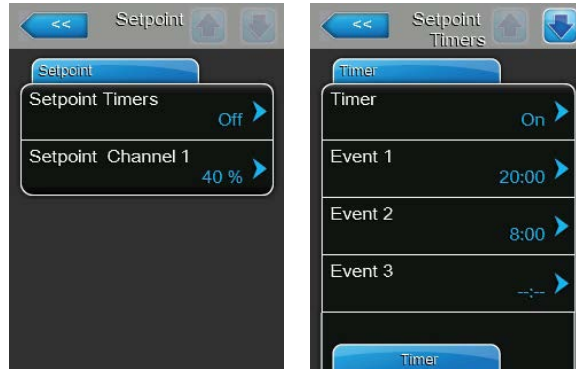 << Setpoint
Setpoint
Setpoint Timers
Off
Setpoint Channel 1
40 %
<< Setpoint
Timers
Timer
Timer
On
Event 1
20:00
Event 2
8:00
Event 3
--:--
Timer